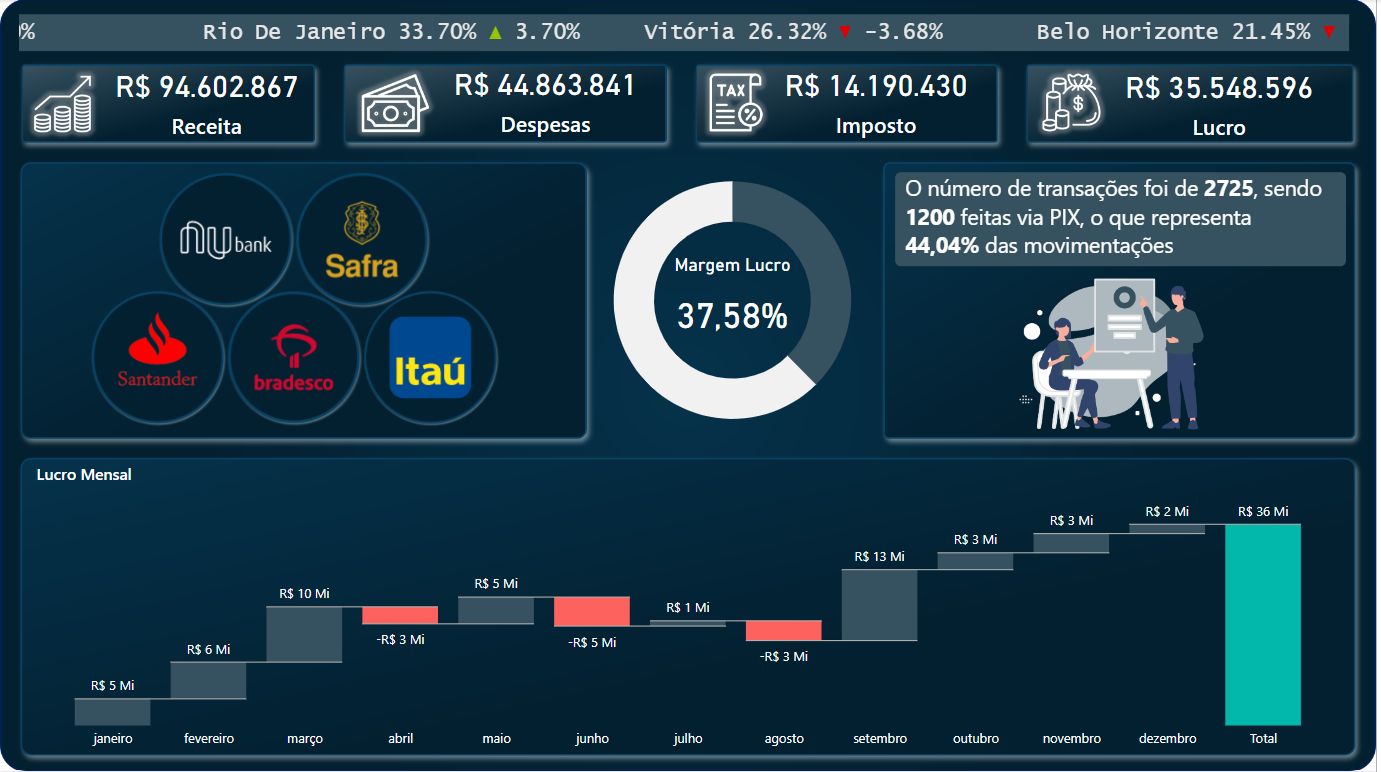 % Rio De Janeiro 33.70% ▲ 3.70% Vitória 26.32% ▼ -3.68% Belo Horizonte 21.45% ▼
R$ 94.602.867
Receita
R$ 44.863.841
Despesas
TAX
%
R$ 14.190.430
Imposto
$
R$ 35.548.596
Lucro
nu bank
Safra
Santander
bradesco
Itaú
Margem Lucro
37,58%
O número de transações foi de 2725, sendo
1200 feitas via PIX, o que representa
44,04% das movimentações
Lucro Mensal
R$ 5 Mi
R$ 6 Mi
R$ 10 Mi
-R$ 3 Mi
R$ 5 Mi
-R$ 5 Mi
R$ 1 Mi
-R$ 3 Mi
R$ 13 Mi
R$ 3 Mi
R$ 3 Mi
R$ 2 Mi
R$ 36 Mi
janeiro fevereiro março abril maio junho julho agosto setembro outubro novembro dezembro Total